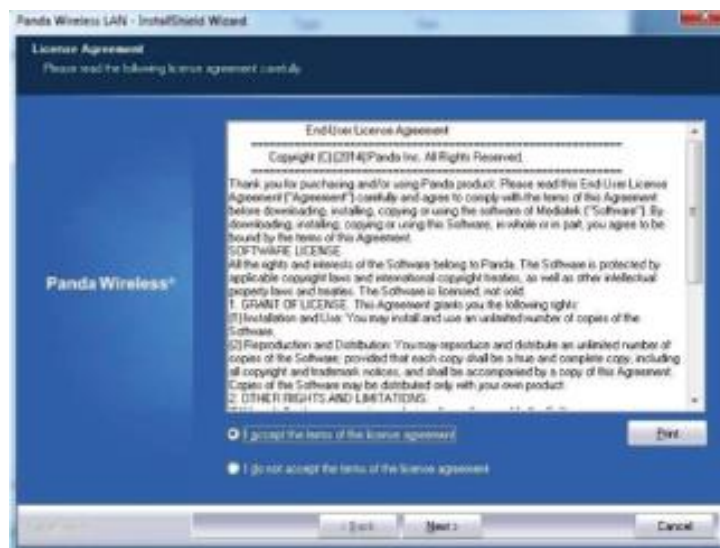 Panda Wireless LAN - InstallShield Wizard
License Agreement
Please read the following license agreement carefully.
End-User License Agreement
Copyright (C) [2014] Panda Inc. All Rights Reserved.
Thank you for purchasing and/or using Panda product. Please read this End-User License
Agreement ("Agreement") carefully and agree to comply with the terms of this Agreement
before downloading, installing, copying or using the software of Mediatek ("Software"). By
downloading, installing, copying or using this Software, in whole or in part, you agree to be
bound by the terms of this Agreement.
SOFTWARE LICENSE
All the rights and interests of the Software belong to Panda. The Software is protected by
applicable copyright laws and international copyright treaties, as well as other intellectual
property laws and treaties. The Software is licensed, not sold.
1. GRANT OF LICENSE. This Agreement grants you the following rights:
(1) Installation and Use: You may install and use an unlimited number of copies of the
Software.
(2) Reproduction and Distribution: You may reproduce and distribute an unlimited number of
copies of the Software; provided that each copy shall be a true and complete copy, including
all copyright and trademark notices, and shall be accompanied by a copy of this Agreement.
Copies of the Software may be distributed only with your own product.
2. OTHER RIGHTS AND LIMITATIONS
Panda Wireless®
I accept the terms of the license agreement
Print
I do not accept the terms of the license agreement
< Back
Next >
Cancel